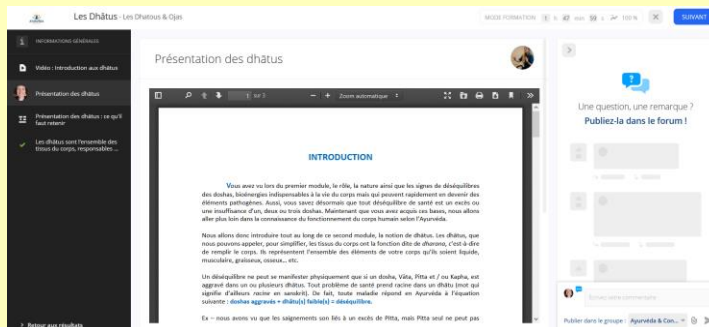 Les Dhâtus - Les Dhatous & Ojas
MODE FORMATION 1 h 47 min 59 s 100 %
SUIVANT
INFORMATIONS GÉNÉRALES
Vidéo : Introduction aux dhâtus
Présentation des dhâtus
Présentation des dhâtus : ce qu'il
faut retenir
Les dhâtus sont l'ensemble des
tissus du corps, responsables ...
Retour aux résultats
Présentation des dhâtus
1 sur 3
Zoom automatique
INTRODUCTION
Vous avez vu lors du premier module, le rôle, la nature ainsi que les signes de déséquilibres
des doshas, bioénergies indispensables à la vie du corps mais qui peuvent rapidement en devenir des
éléments pathogènes. Aussi, vous savez désormais que tout déséquilibre de santé est un excès ou
une insuffisance d'un, deux ou trois doshas. Maintenant que vous avez acquis ces bases, nous allons
aller plus loin dans la connaissance du fonctionnement du corps humain selon l'Ayurvéda.
Nous allons donc introduire tout au long de ce second module, la notion de dhâtus. Les dhâtus, que
nous pouvons appeler, pour simplifier, les tissus du corps ont la fonction dite de dharana, c'est-à-dire
de remplir le corps. Ils représentent l'ensemble des éléments de votre corps qu'ils soient liquide,
musculaire, graisseux, osseux... etc.
Un déséquilibre ne peut se manifester physiquement que si un dosha, Vâta, Pitta et / ou Kapha, est
aggravé dans un ou plusieurs dhâtus. Tout problème de santé prend racine dans un dhâtu (mot qui
signifie d'ailleurs racine en sanskrit). De fait, toute maladie répond en Ayurvéda à l'équation
suivante : doshas aggravés + dhâtu(s) faible(s) = déséquilibre.
Ex – nous avons vu que les saignements son liés à un excès de Pitta, mais Pitta seul ne peut pas
Une question, une remarque ?
Publiez-la dans le forum !
Écrivez votre commentaire
Publier dans le groupe : Ayurvéda & Con...